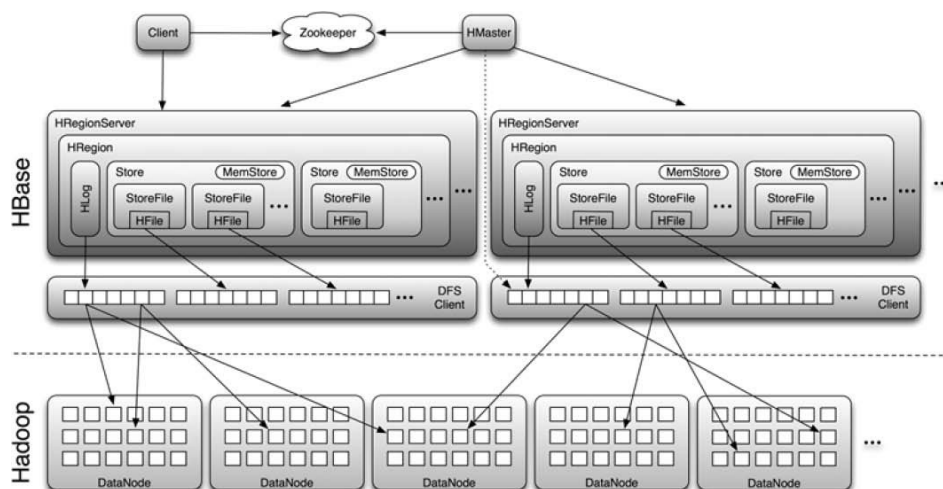 Client
Zookeeper
HMaster
HBase
HRegionServer
HRegion
HLog
Store
MemStore
StoreFile
HFile
StoreFile
HFile
...
Store
MemStore
StoreFile
HFile
...
...
HRegionServer
HRegion
HLog
Store
MemStore
StoreFile
HFile
StoreFile
HFile
...
Store
MemStore
StoreFile
HFile
...
...
...
...
DFS
Client
...
DFS
Client
Hadoop
DataNode
DataNode
DataNode
DataNode
DataNode
...